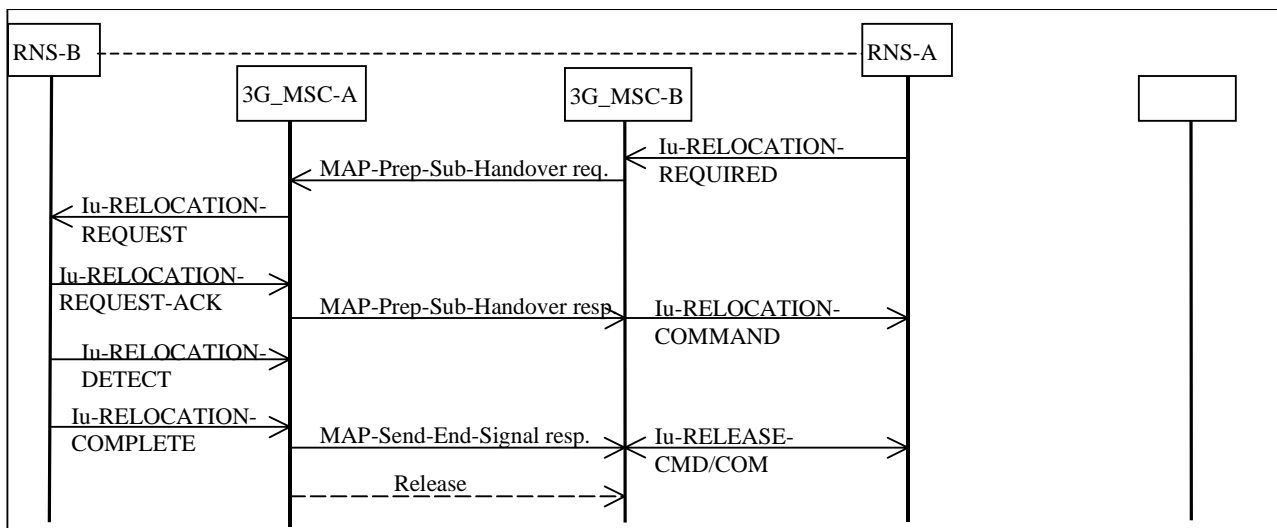 RNS-B
RNS-A
3G_MSC-A
3G_MSC-B
Iu-RELOCATION-
REQUIRED
MAP-Prep-Sub-Handover req.
Iu-RELOCATION-
REQUEST
Iu-RELOCATION-
REQUEST-ACK
MAP-Prep-Sub-Handover resp
Iu-RELOCATION-
COMMAND
Iu-RELOCATION-
DETECT
Iu-RELOCATION-
COMPLETE
MAP-Send-End-Signal resp.
Iu-RELEASE-
CMD/COM
Release